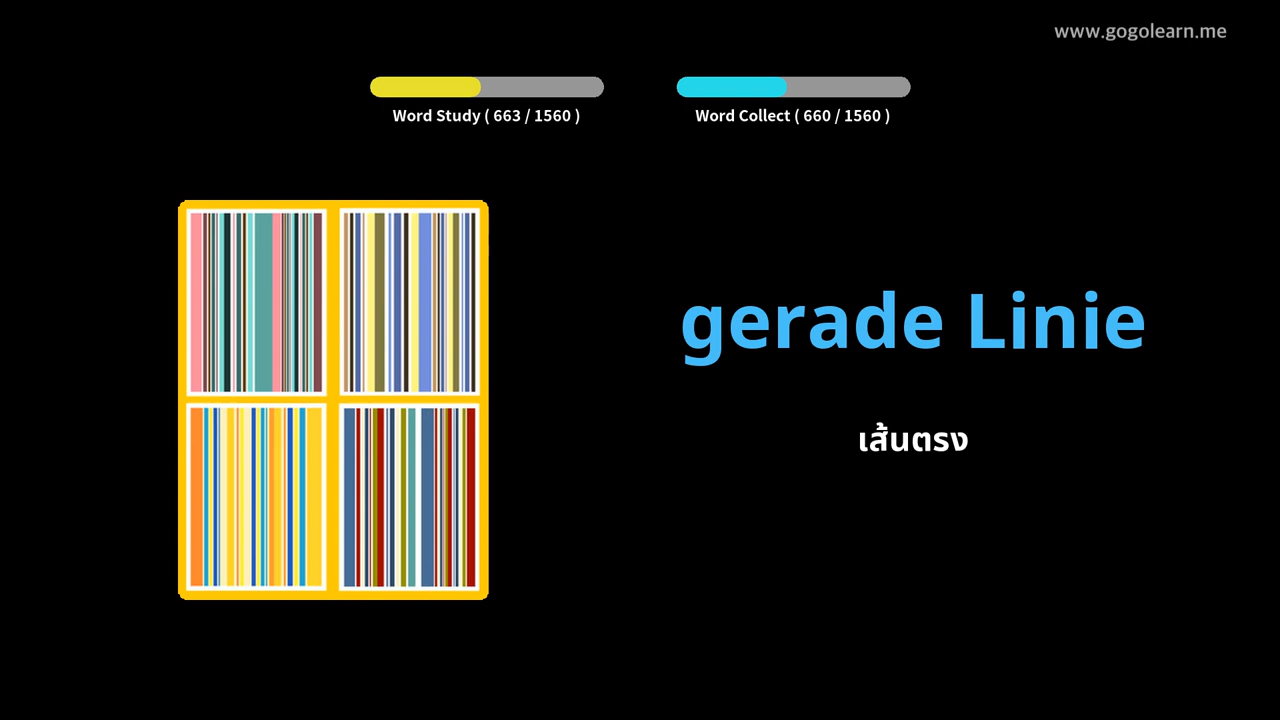 www.gogolearn.me
Word Study ( 663 / 1560 )
Word Collect ( 660 / 1560 )
gerade Linie
เส้นตรง